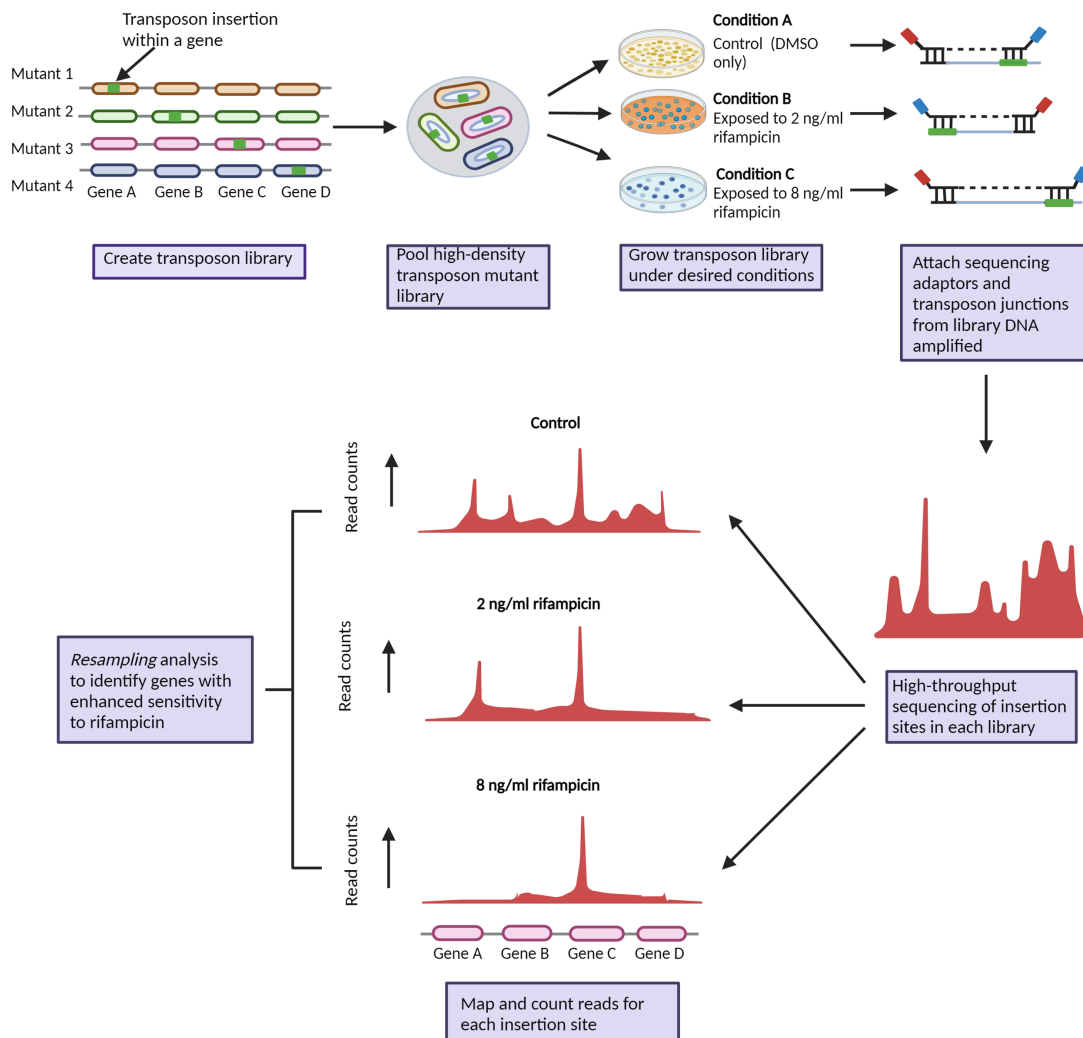 Transposon insertion
within a gene
Mutant 1
Mutant 2
Mutant 3
Mutant 4
Gene A
Gene B
Gene C
Gene D
Create transposon library
Pool high-density
transposon mutant
library
Condition A
Control (DMSO
only)
Condition B
Exposed to 2 ng/ml
rifampicin
Condition C
Exposed to 8 ng/ml
rifampicin
Grow transposon library
under desired conditions
Attach sequencing
adaptors and
transposon junctions
from library DNA
amplified
High-throughput
sequencing of insertion
sites in each library
Control
Read counts
2 ng/ml rifampicin
Read counts
8 ng/ml rifampicin
Read counts
Gene A
Gene B
Gene C
Gene D
Map and count reads for
each insertion site
Resampling analysis
to identify genes with
enhanced sensitivity
to rifampicin